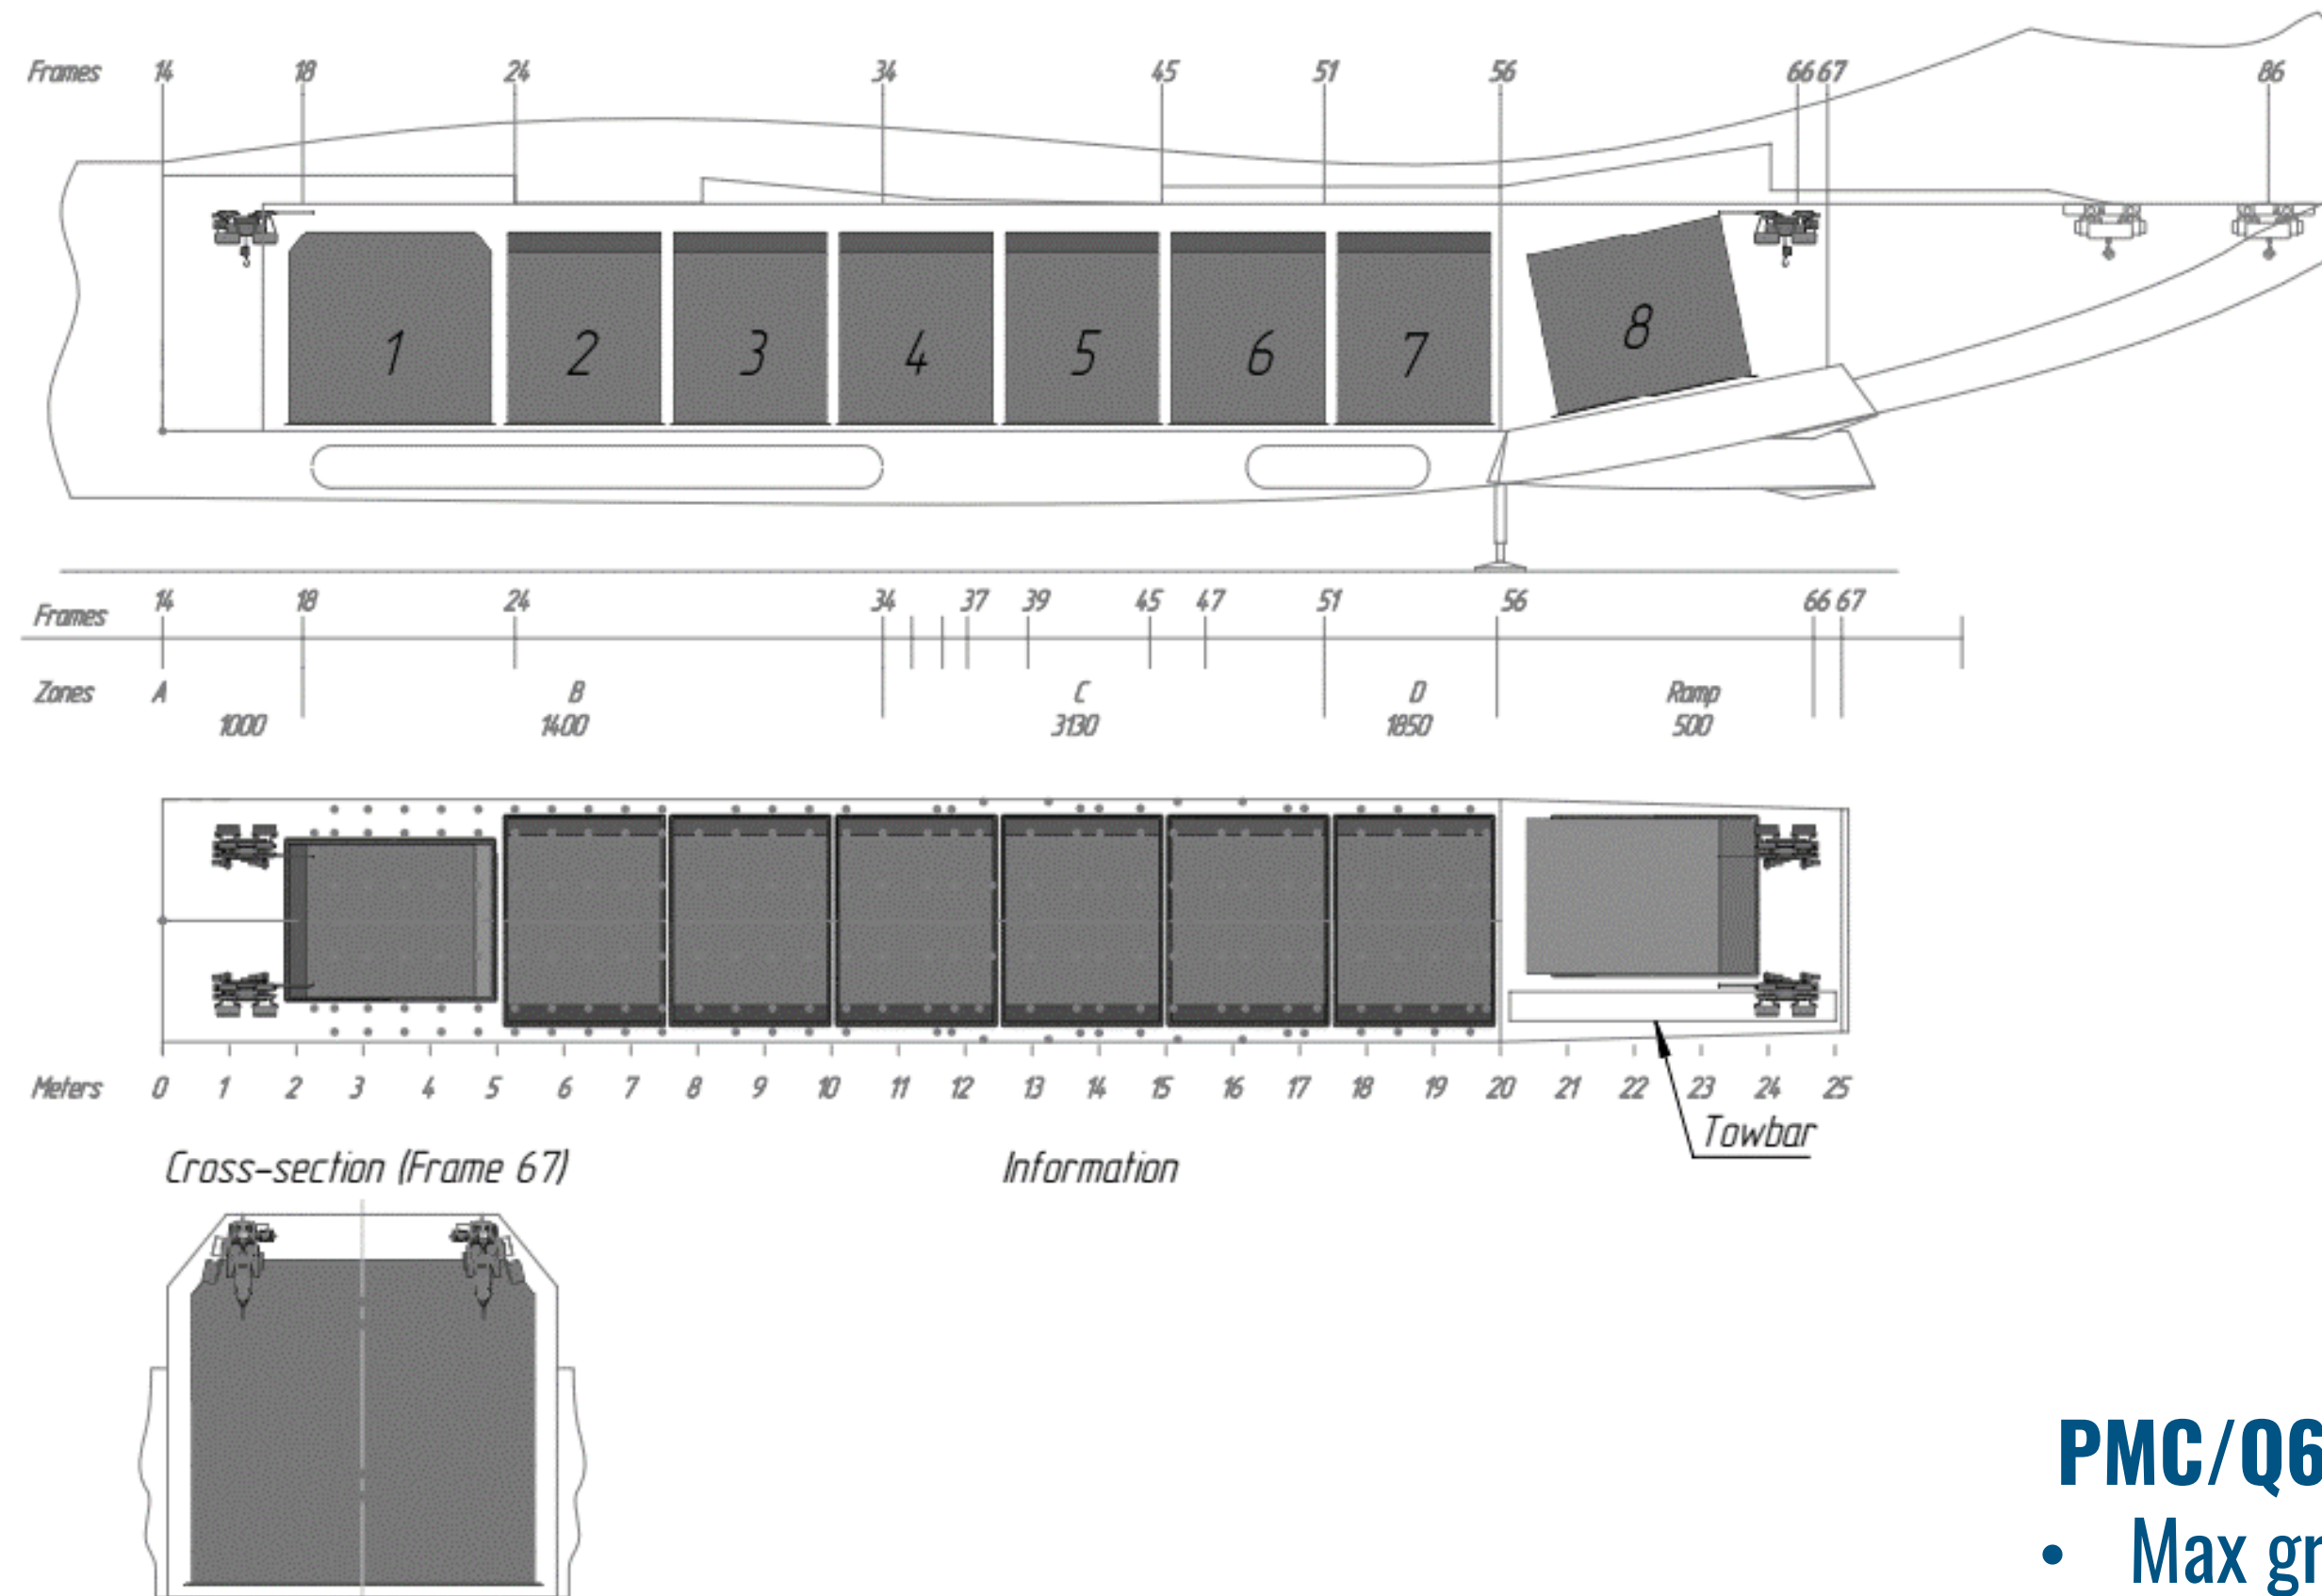 Frames 14 18 24 34 45 51 56 66 67 86
1 2 3 4 5 6 7 8
Frames 14 18 24 34 37 39 45 47 51 56 66 67
Zones A B C D Ramp
1000 1400 3130 1850 500
Meters 0 1 2 3 4 5 6 7 8 9 10 11 12 13 14 15 16 17 18 19 20 21 22 23 24 25
Towbar
Cross-section (Frame 67) Information
PMC/Q6
• Max gr